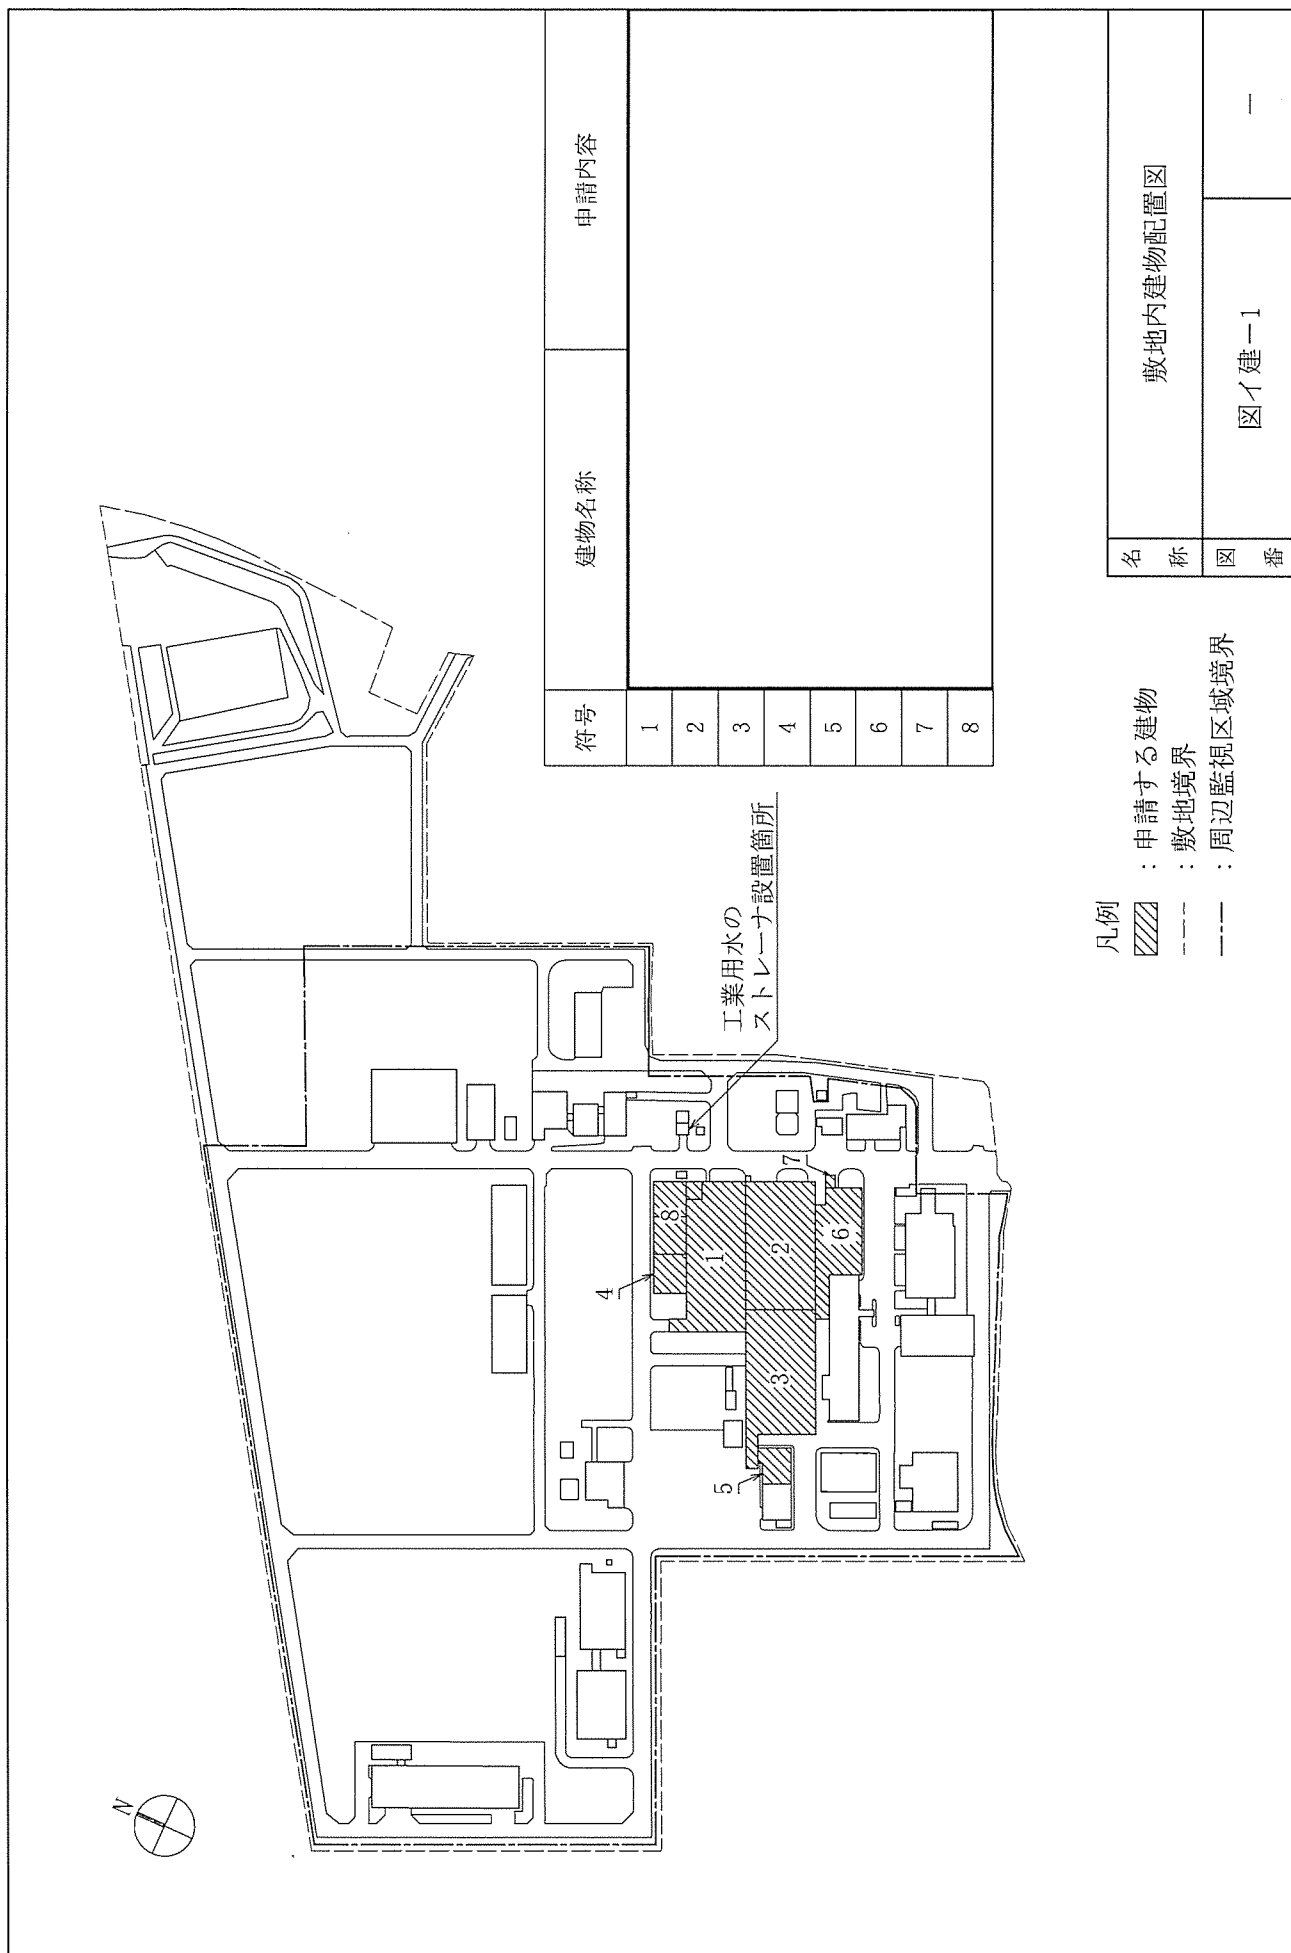 N
工業用水の
ストレーナ設置箇所
4
8
1
7
2
6
3
5
符号 建物名称 申請内容
1
2
3
4
5
6
7
8
凡例
：申請する建物
：敷地境界
：周辺監視区域境界
名称 敷地内建物配置図
図番 図イ建－1 －